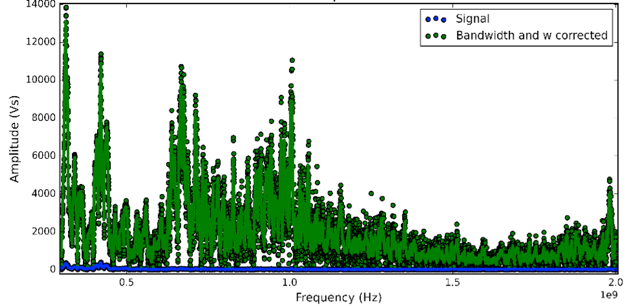 14000
12000
10000
8000
6000
4000
2000
0
Amplitude (Vs)
Signal
Bandwidth and w corrected
0.5 1.0 1.5 2.0
1e9
Frequency (Hz)